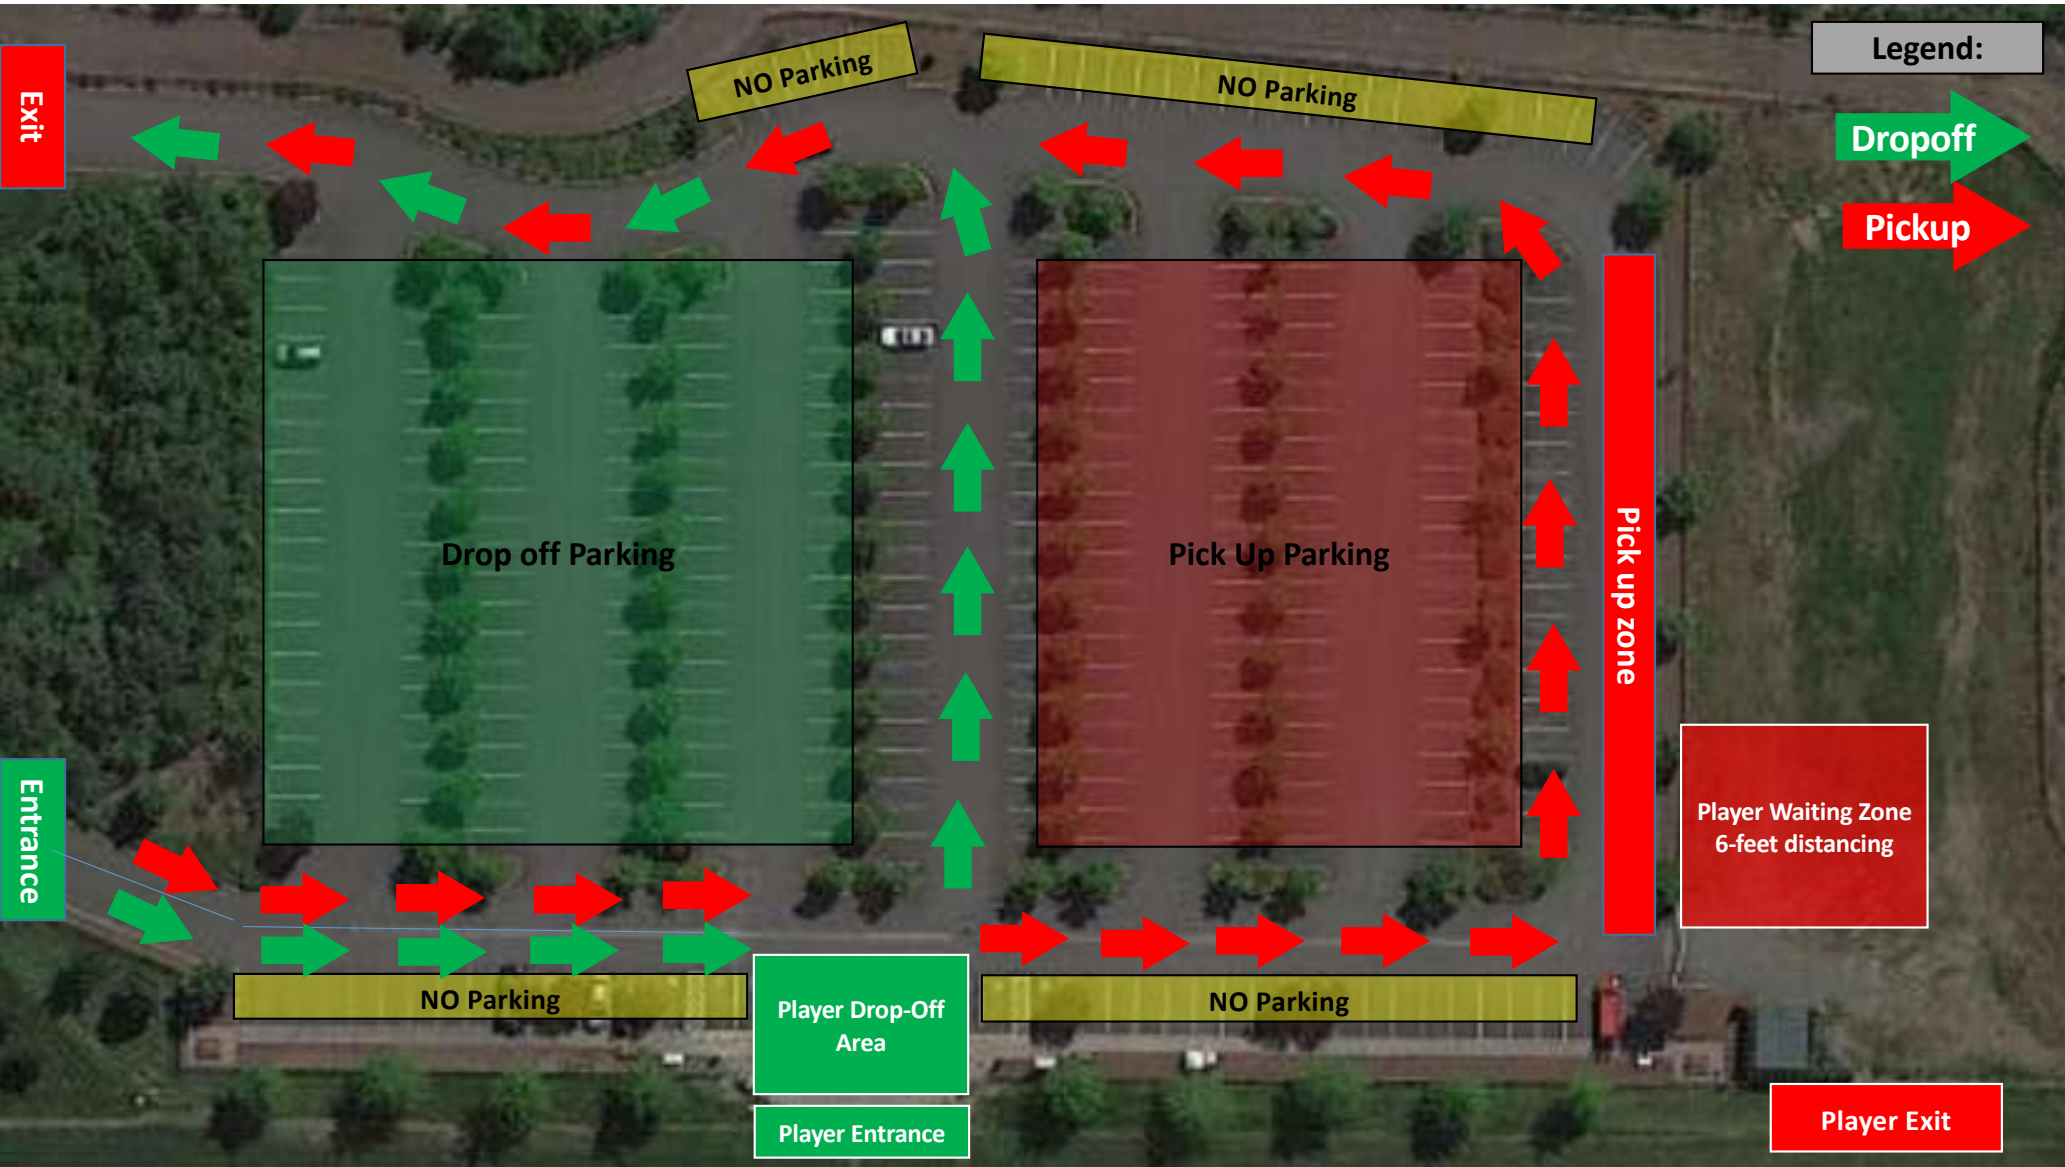 Legend:
NO Parking
NO Parking
Exit
Dropoff
Pickup
Drop off Parking
Pick Up Parking
Pick up zone
Entrance
Player Waiting Zone
6-feet distancing
NO Parking
Player Drop-Off
Area
NO Parking
Player Entrance
Player Exit